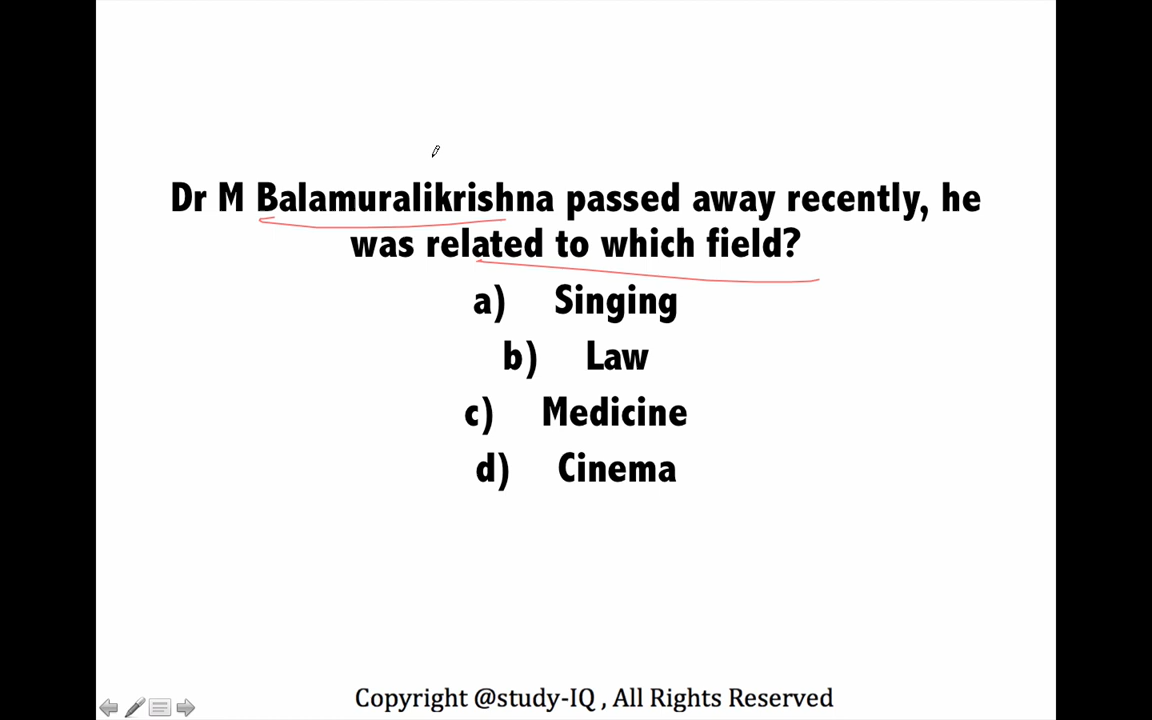 Dr M Balamuralikrishna passed away recently, he
was related to which field?
a) Singing
b) Law
c) Medicine
d) Cinema
Copyright @study-IQ , All Rights Reserved